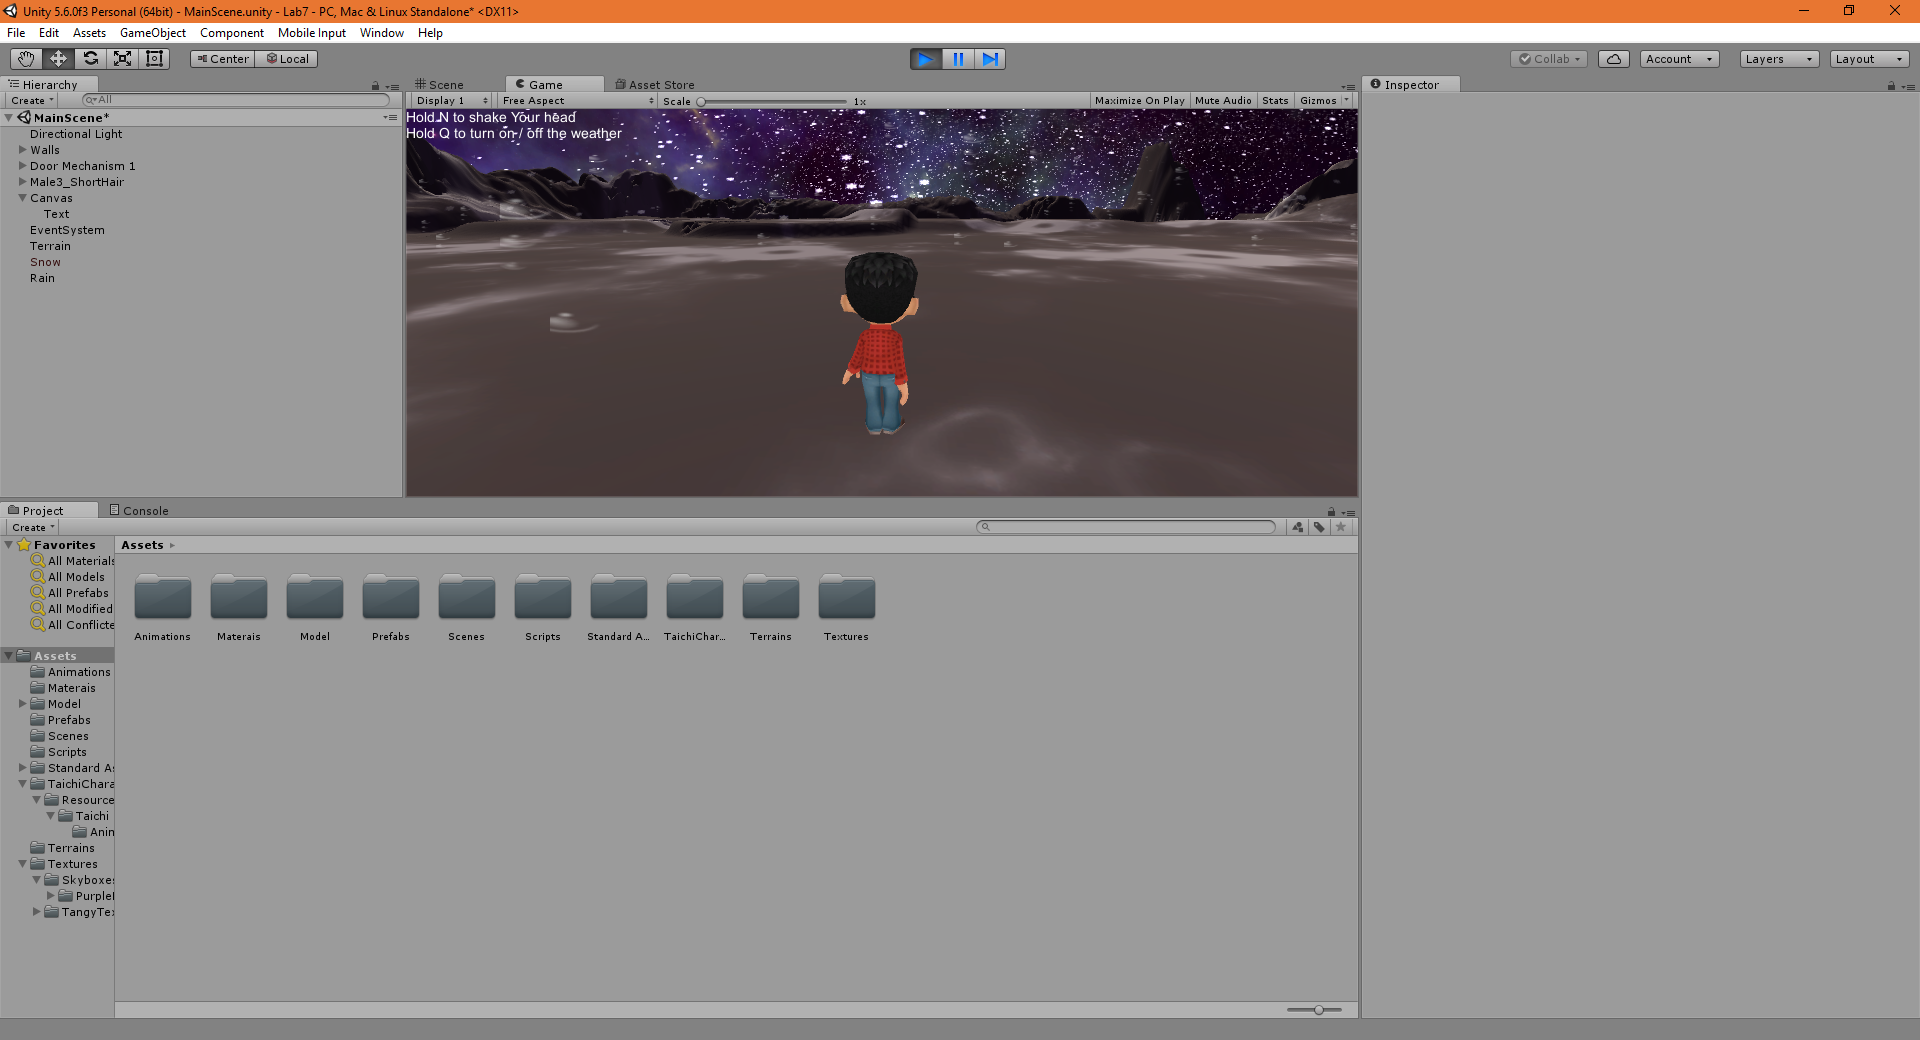 Unity 5.6.0f3 Personal (64bit) - MainScene.unity - Lab7 - PC, Mac & Linux Standalone* <DX11>
File Edit Assets GameObject Component Mobile Input Window Help
Center Local Collab Account Layers Layout
Hierarchy
Create All
MainScene*
Directional Light
Walls
Door Mechanism 1
Male3_ShortHair
Canvas
Text
EventSystem
Terrain
Snow
Rain
Scene Game Asset Store
Display 1 Free Aspect Scale 1x Maximize On Play Mute Audio Stats Gizmos
Hold N to shake Your head
Hold Q to turn on / off the weather
Inspector
Project Console
Create
Favorites
All Materials
All Models
All Prefabs
All Modified
All Conflicte
Assets
Animations
Materais
Model
Prefabs
Scenes
Scripts
Standard As
TaichiChara
Resource
Taichi
Anim
Terrains
Textures
Skyboxes
Purple
TangyTex
Assets
Animations Materais Model Prefabs Scenes Scripts Standard A... TaichiChar... Terrains Textures